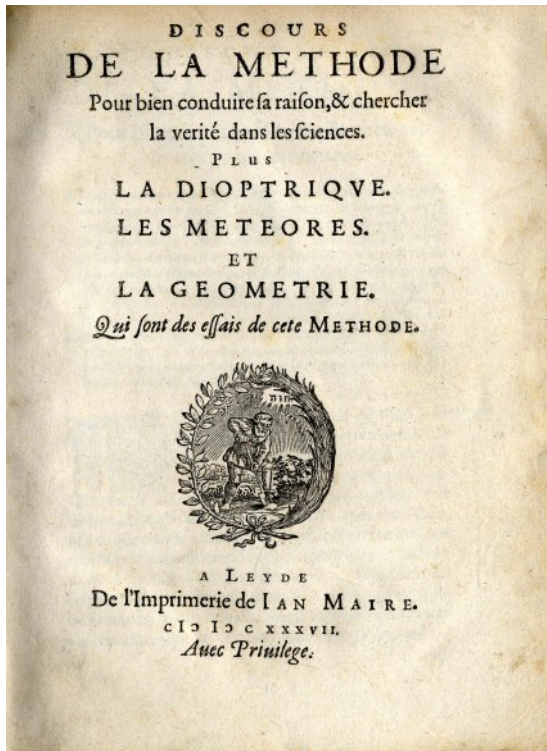 DISCOURS
DE LA METHODE
Pour bien conduire ſa raiſon,& chercher
la verité dans les ſciences.
PLUS
LA DIOPTRIQVE.
LES METEORES.
ET
LA GEOMETRIE.
Qui ſont des eſſais de cete METHODE.
A LEYDE
De l'Imprimerie de IAN MAIRE.
cIↄ Iↄ c xxxvii.
Auec Priuilege.